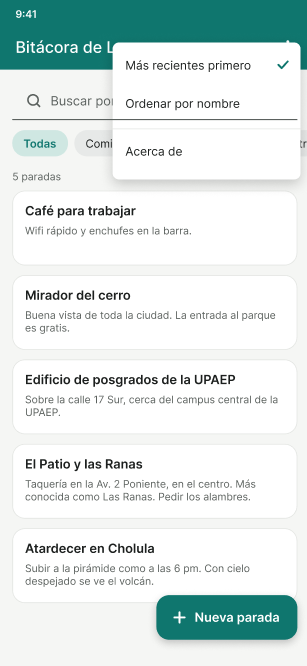 9:41
Bitácora de
Más recientes primero
Ordenar por nombre
Acerca de
Buscar
Todas
5 paradas
Café para trabajar
Wifi rápido y enchufes en la barra.
Mirador del cerro
Buena vista de toda la ciudad. La entrada al parque
es gratis.
Edificio de posgrados de la UPAEP
Sobre la calle 17 Sur, cerca del campus central de la
UPAEP.
El Patio y las Ranas
Taquería en la Av. 2 Poniente, en el centro. Más
conocida como Las Ranas. Pedir los alambres.
Atardecer en Cholula
Subir a la pirámide como a las 6 pm. Con cielo
despejado se ve el volcán.
Nueva parada